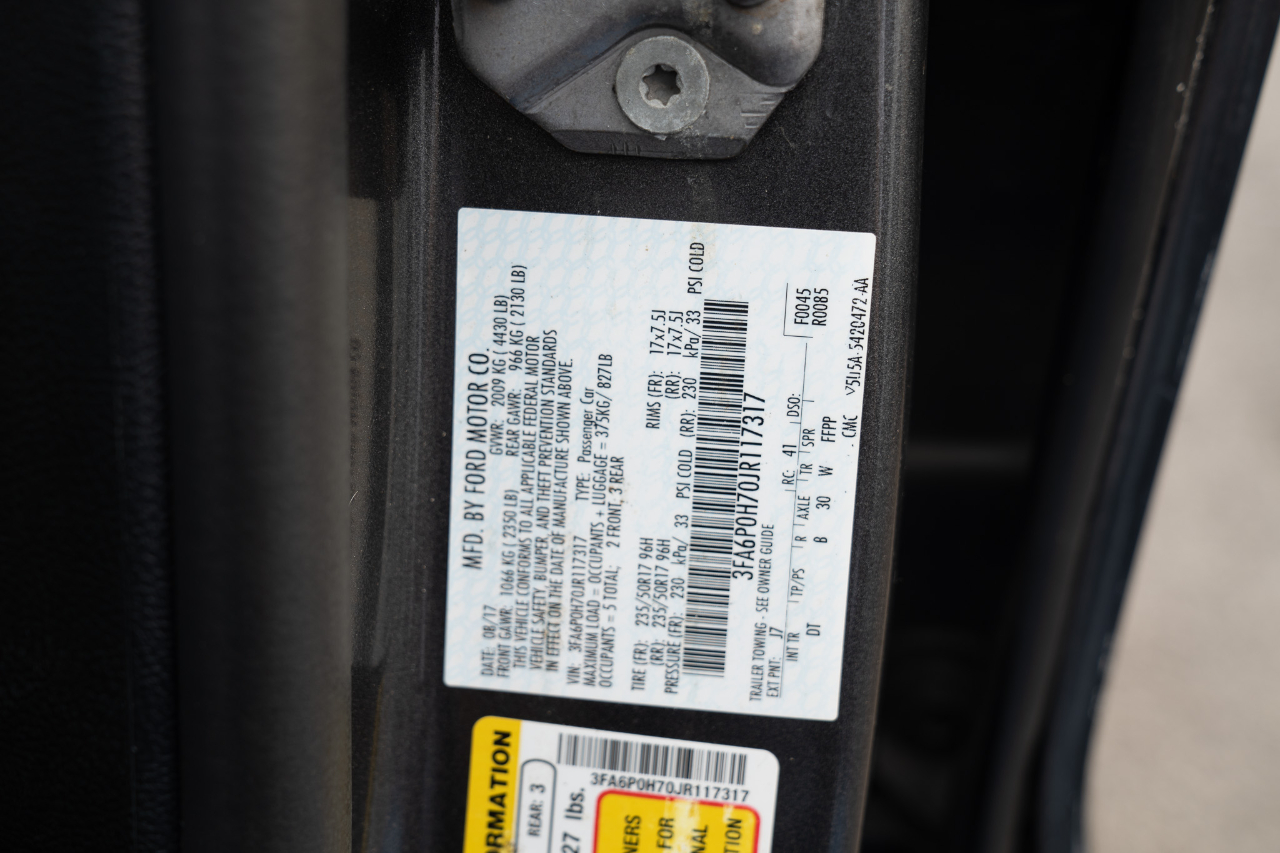 MFD. BY FORD MOTOR CO.
DATE: 08/17 GVWR: 2009 KG ( 4430 LB)
FRONT GAWR: 1066 KG ( 2350 LB) REAR GAWR: 966 KG ( 2130 LB)
THIS VEHICLE CONFORMS TO ALL APPLICABLE FEDERAL MOTOR
VEHICLE SAFETY, BUMPER, AND THEFT PREVENTION STANDARDS
IN EFFECT ON THE DATE OF MANUFACTURE SHOWN ABOVE.
VIN: 3FA6P0H70JR117317 TYPE: Passenger Car
MAXIMUM LOAD = OCCUPANTS + LUGGAGE = 375KG/ 827LB
OCCUPANTS = 5 TOTAL; 2 FRONT, 3 REAR
TIRE (FR): 235/50R17 96H RIMS (FR): 17x7.5J
(RR): 235/50R17 96H (RR): 17x7.5J
PRESSURE (FR): 230 kPa/ 33 PSI COLD (RR): 230 kPa/ 33 PSI COLD
3FA6P0H70JR117317
TRAILER TOWING - SEE OWNER GUIDE
F0045
EXT PNT: J7 RC: 41 DSO: R0085
INT TR TP/PS R AXLE TR SPR
DT B 30 W FFPP
CMC V5U5A-5420472-AA
3FA6P0H70JR117317
REAR: 3
27 lbs.